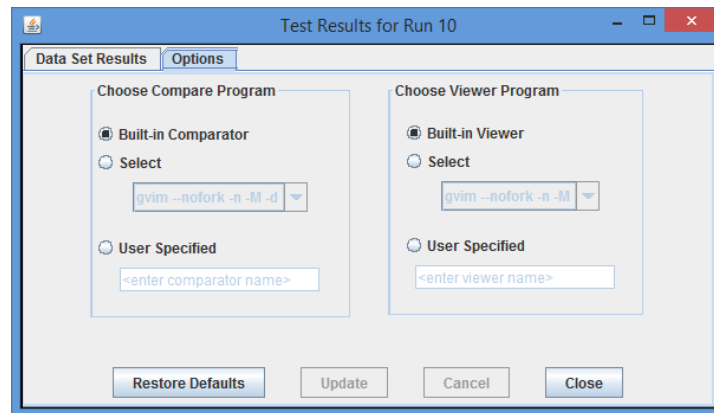 Test Results for Run 10
Data Set Results
Options
Choose Compare Program
Built-in Comparator
Select
gvim --nofork -n -M -d
User Specified
<enter comparator name>
Choose Viewer Program
Built-in Viewer
Select
gvim --nofork -n -M
User Specified
<enter viewer name>
Restore Defaults
Update
Cancel
Close